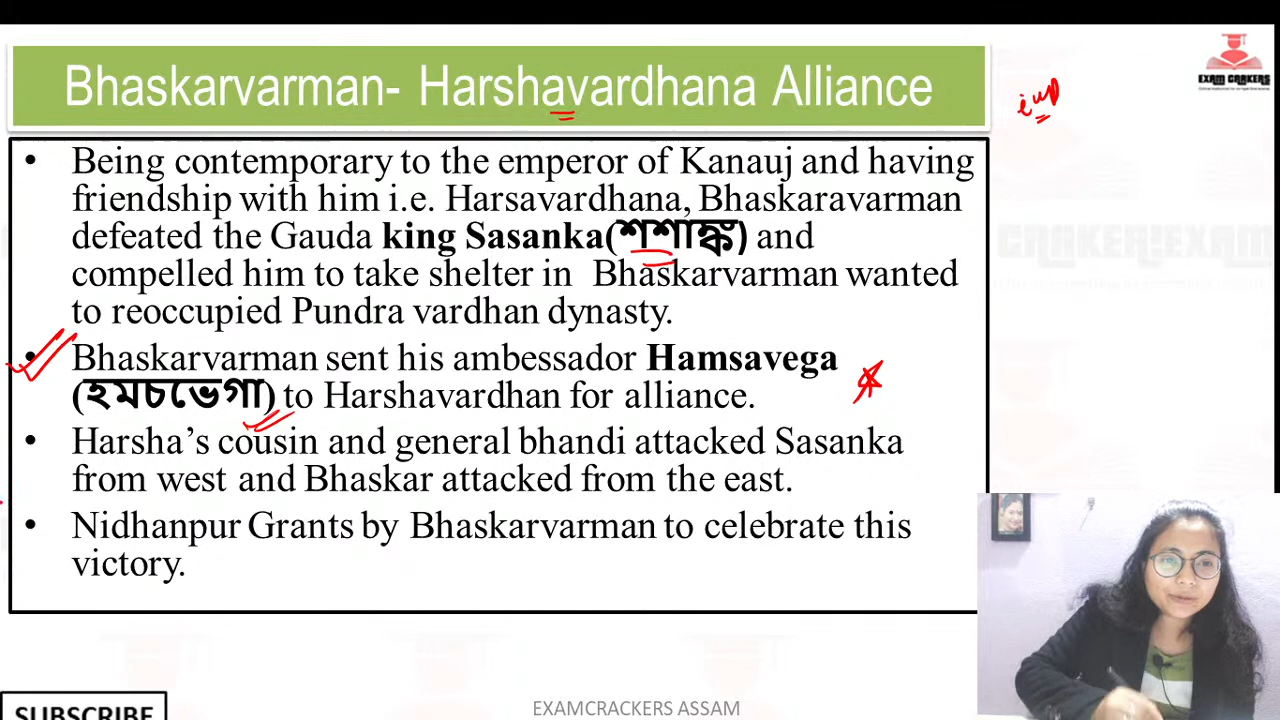 Bhaskarvarman- Harshavardhana Alliance
EXAM CRAKERS
• Being contemporary to the emperor of Kanauj and having
friendship with him i.e. Harsavardhana, Bhaskaravarman
defeated the Gauda king Sasanka(শশাঙ্ক) and
compelled him to take shelter in Bhaskarvarman wanted
to reoccupied Pundra vardhan dynasty.
• Bhaskarvarman sent his ambassador Hamsavega
(হমচভেগা) to Harshavardhan for alliance.
• Harsha’s cousin and general bhandi attacked Sasanka
from west and Bhaskar attacked from the east.
• Nidhanpur Grants by Bhaskarvarman to celebrate this
victory.
SUBSCRIBE
EXAMCRACKERS ASSAM